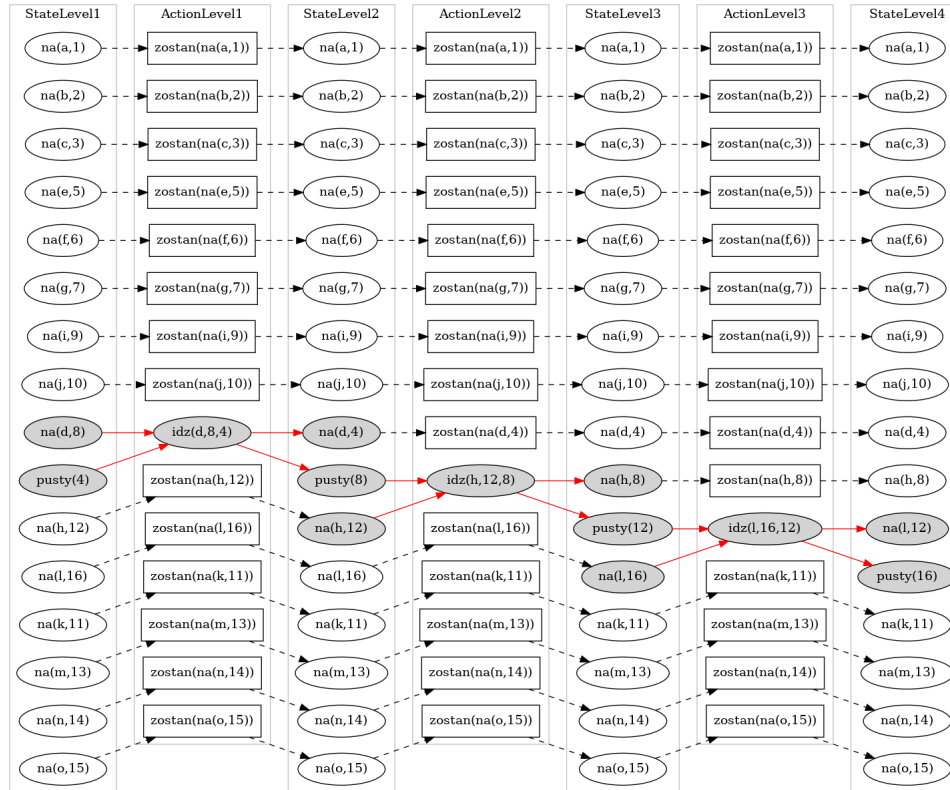 StateLevel1 ActionLevel1 StateLevel2 ActionLevel2 StateLevel3 ActionLevel3 StateLevel4
na(a,1) zostan(na(a,1)) na(a,1) zostan(na(a,1)) na(a,1) zostan(na(a,1)) na(a,1)
na(b,2) zostan(na(b,2)) na(b,2) zostan(na(b,2)) na(b,2) zostan(na(b,2)) na(b,2)
na(c,3) zostan(na(c,3)) na(c,3) zostan(na(c,3)) na(c,3) zostan(na(c,3)) na(c,3)
na(e,5) zostan(na(e,5)) na(e,5) zostan(na(e,5)) na(e,5) zostan(na(e,5)) na(e,5)
na(f,6) zostan(na(f,6)) na(f,6) zostan(na(f,6)) na(f,6) zostan(na(f,6)) na(f,6)
na(g,7) zostan(na(g,7)) na(g,7) zostan(na(g,7)) na(g,7) zostan(na(g,7)) na(g,7)
na(i,9) zostan(na(i,9)) na(i,9) zostan(na(i,9)) na(i,9) zostan(na(i,9)) na(i,9)
na(j,10) zostan(na(j,10)) na(j,10) zostan(na(j,10)) na(j,10) zostan(na(j,10)) na(j,10)
na(d,8) idz(d,8,4) na(d,4) zostan(na(d,4)) na(d,4) zostan(na(d,4)) na(d,4)
pusty(4) zostan(na(h,12)) pusty(8) idz(h,12,8) na(h,8) zostan(na(h,8)) na(h,8)
na(h,12) zostan(na(l,16)) na(h,12) zostan(na(l,16)) pusty(12) idz(l,16,12) na(l,12)
na(l,16) zostan(na(k,11)) na(l,16) zostan(na(k,11)) na(l,16) zostan(na(k,11)) pusty(16)
na(k,11) zostan(na(m,13)) na(k,11) zostan(na(m,13)) na(k,11) zostan(na(m,13)) na(k,11)
na(m,13) zostan(na(n,14)) na(m,13) zostan(na(n,14)) na(m,13) zostan(na(n,14)) na(m,13)
na(n,14) zostan(na(o,15)) na(n,14) zostan(na(o,15)) na(n,14) zostan(na(o,15)) na(n,14)
na(o,15) na(o,15) na(o,15) na(o,15)